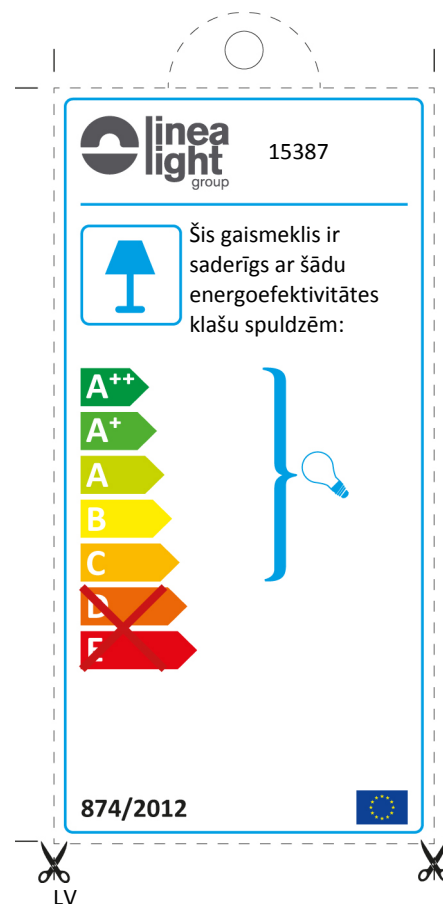 linea
light
group
15387
Šis gaismeklis ir
saderīgs ar šādu
energoefektivitātes
klašu spuldzēm:
A++
A+
A
B
C
D
E
874/2012
LV